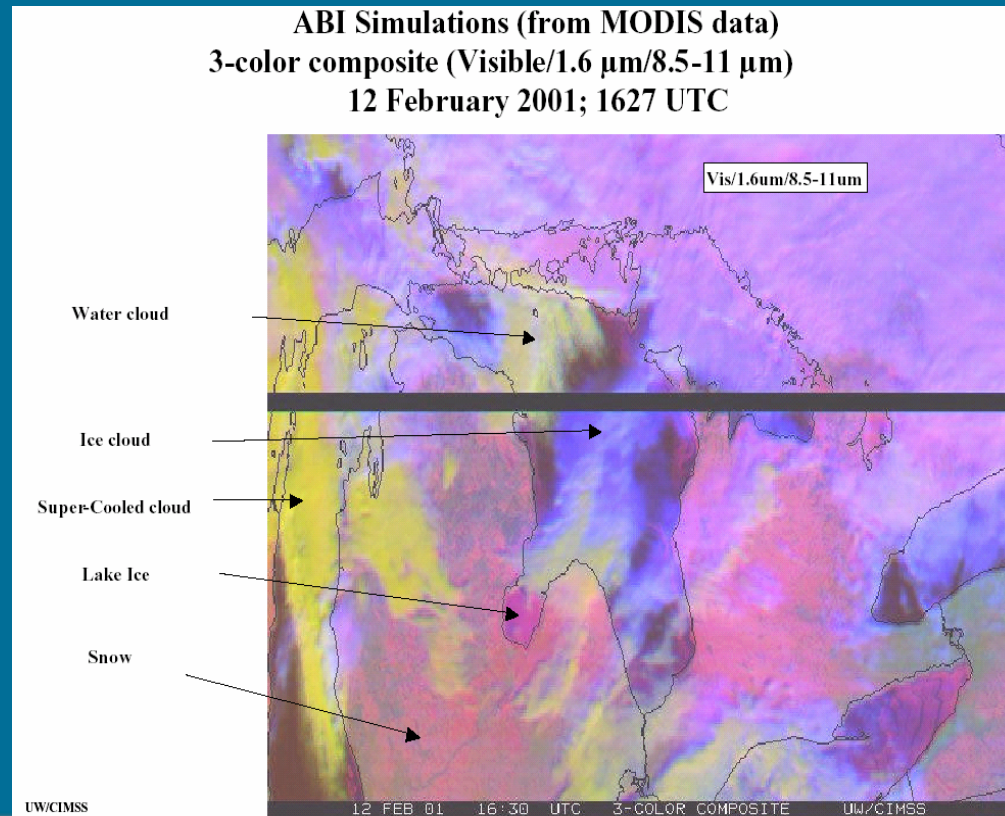 ABI Simulations (from MODIS data)
3-color composite (Visible/1.6 µm/8.5-11 µm)
12 February 2001; 1627 UTC
Vis/1.6um/8.5-11um
Water cloud
Ice cloud
Super-Cooled cloud
Lake Ice
Snow
UW/CIMSS
12 FEB 01 16:30 UTC 3-COLOR COMPOSITE UW/CIMSS